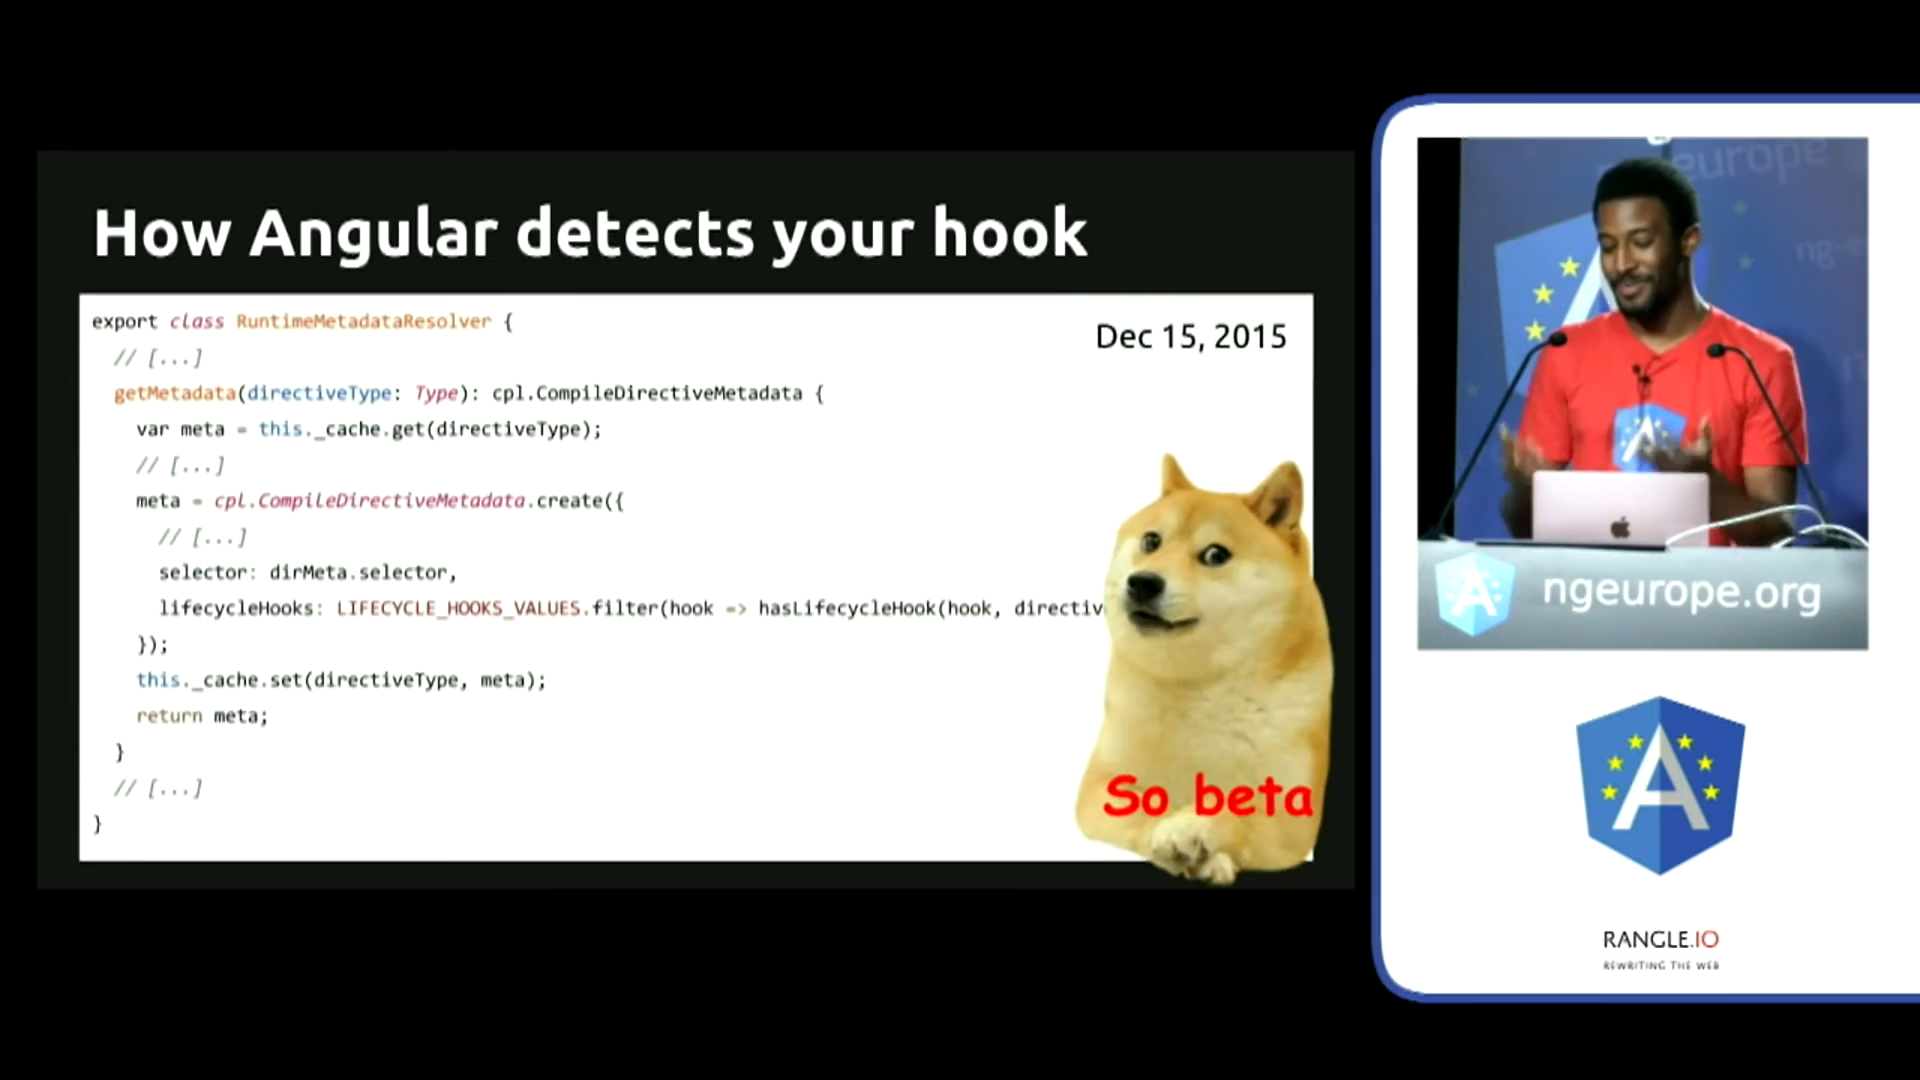 How Angular detects your hook
export class RuntimeMetadataResolver {
Dec 15, 2015
// [...]
getMetadata(directiveType: Type): cpl.CompileDirectiveMetadata {
var meta = this._cache.get(directiveType);
// [...]
meta = cpl.CompileDirectiveMetadata.create({
// [...]
selector: dirMeta.selector,
lifecycleHooks: LIFECYCLE_HOOKS_VALUES.filter(hook => hasLifecycleHook(hook, directiv
});
this._cache.set(directiveType, meta);
return meta;
}
// [...]
}
So beta
europe
ng-e
ngeurope.org
RANGLE.IO
REWRITING THE WEB